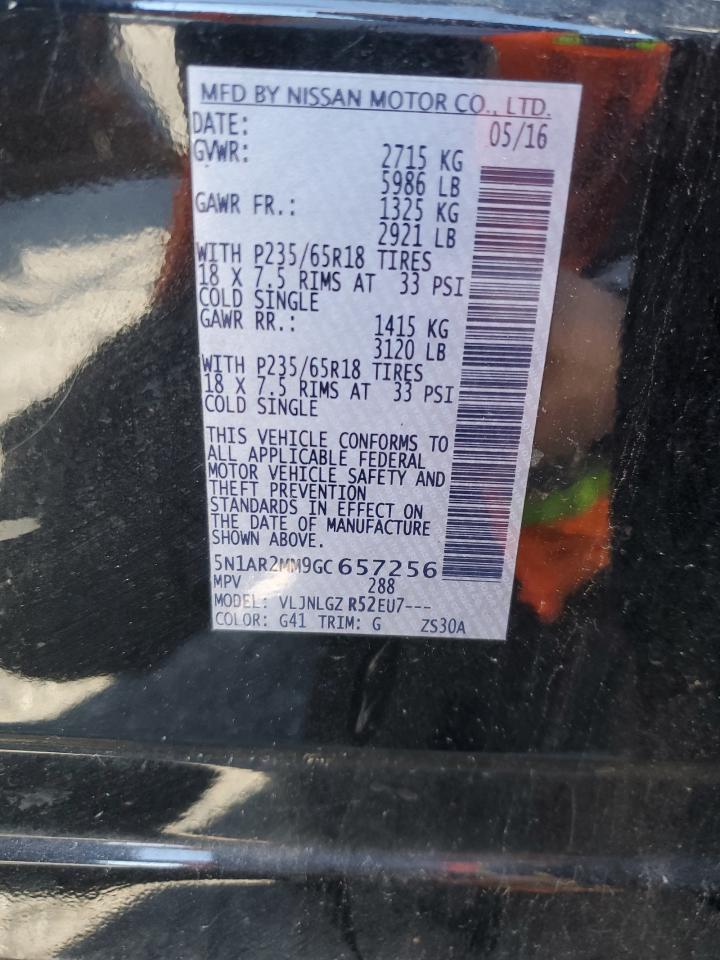 MFD BY NISSAN MOTOR CO., LTD.
DATE: 05/16
GVWR: 2715 KG
5986 LB
GAWR FR.: 1325 KG
2921 LB
WITH P235/65R18 TIRES
18 X 7.5 RIMS AT 33 PSI
COLD SINGLE
GAWR RR.: 1415 KG
3120 LB
WITH P235/65R18 TIRES
18 X 7.5 RIMS AT 33 PSI
COLD SINGLE
THIS VEHICLE CONFORMS TO
ALL APPLICABLE FEDERAL
MOTOR VEHICLE SAFETY AND
THEFT PREVENTION
STANDARDS IN EFFECT ON
THE DATE OF MANUFACTURE
SHOWN ABOVE.
5N1AR2MM9GC657256
MPV 288
MODEL: VLJNLGZ R52EU7---
COLOR: G41 TRIM: G ZS30A